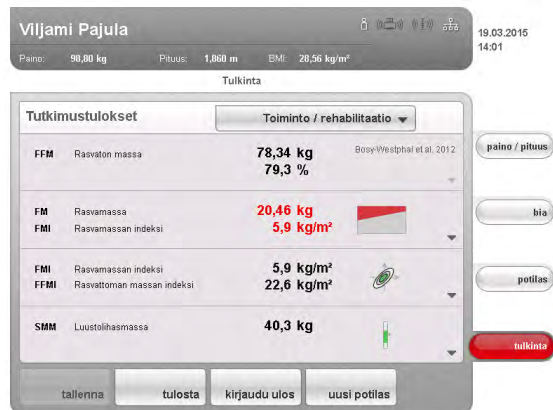 Viljami Pajula
19.03.2015
14:01
Paino: 98,80 kg Pituus: 1,860 m BMI: 28,56 kg/m²
Tulkinta
Tutkimustulokset Toiminto / rehabilitaatio
FFM Rasvaton massa 78,34 kg Bosy-Westphal et al. 2012
79,3 %
FM Rasvamassa 20,46 kg
FMI Rasvamassan indeksi 5,9 kg/m²
FMI Rasvamassan indeksi 5,9 kg/m²
FFMI Rasvattoman massan indeksi 22,6 kg/m²
SMM Luustolihasmassa 40,3 kg
paino / pituus
bia
potilas
tulkinta
tallenna tulosta kirjaudu ulos uusi potilas